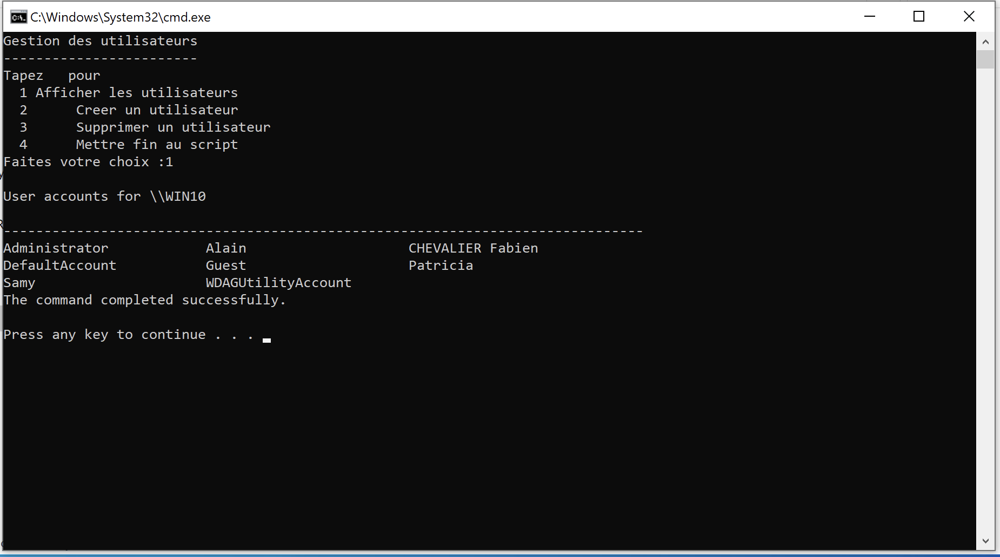 C:\Windows\System32\cmd.exe
Gestion des utilisateurs
------------------------
Tapez   pour
  1 Afficher les utilisateurs
  2      Creer un utilisateur
  3      Supprimer un utilisateur
  4      Mettre fin au script
Faites votre choix :1
User accounts for \\WIN10
-------------------------------------------------------------------------------
Administrator            Alain                    CHEVALIER Fabien
DefaultAccount           Guest                    Patricia
Samy                     WDAGUtilityAccount
The command completed successfully.
Press any key to continue . . .